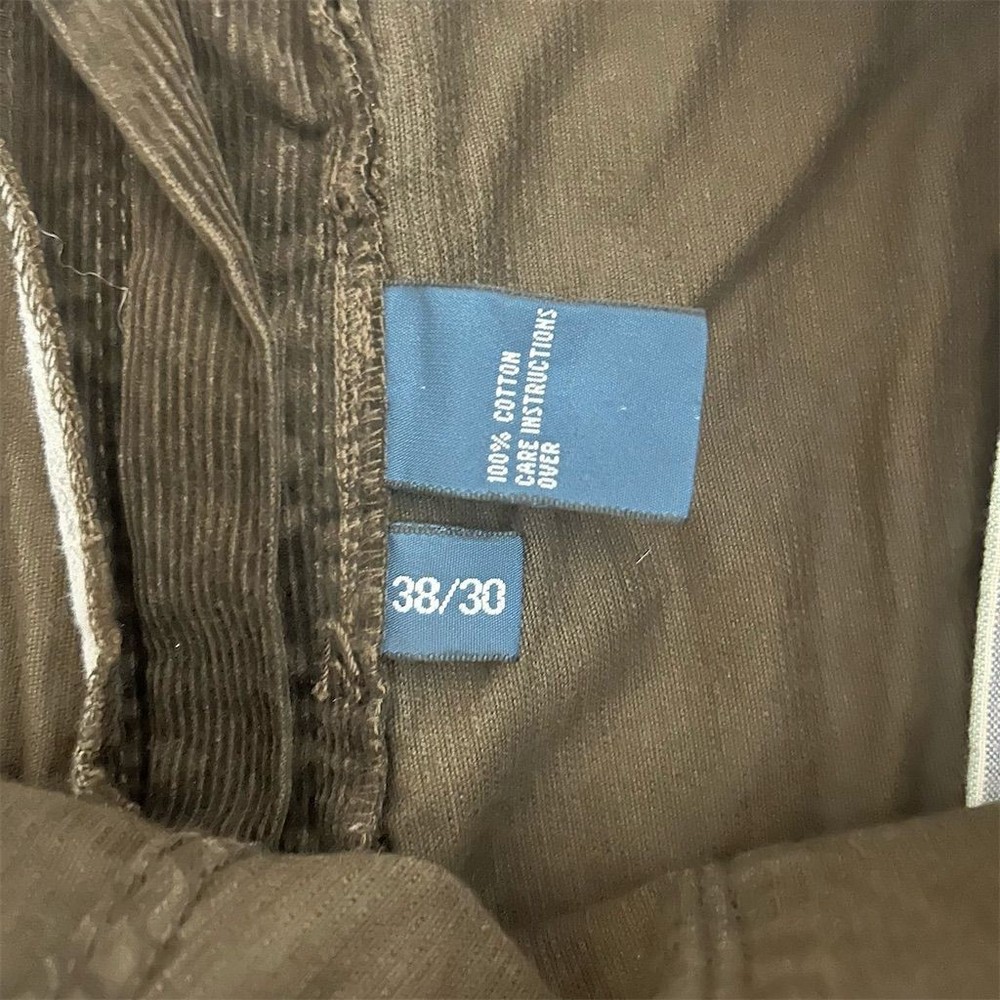 100% COTTON
CARE INSTRUCTIONS
OVER
38/30